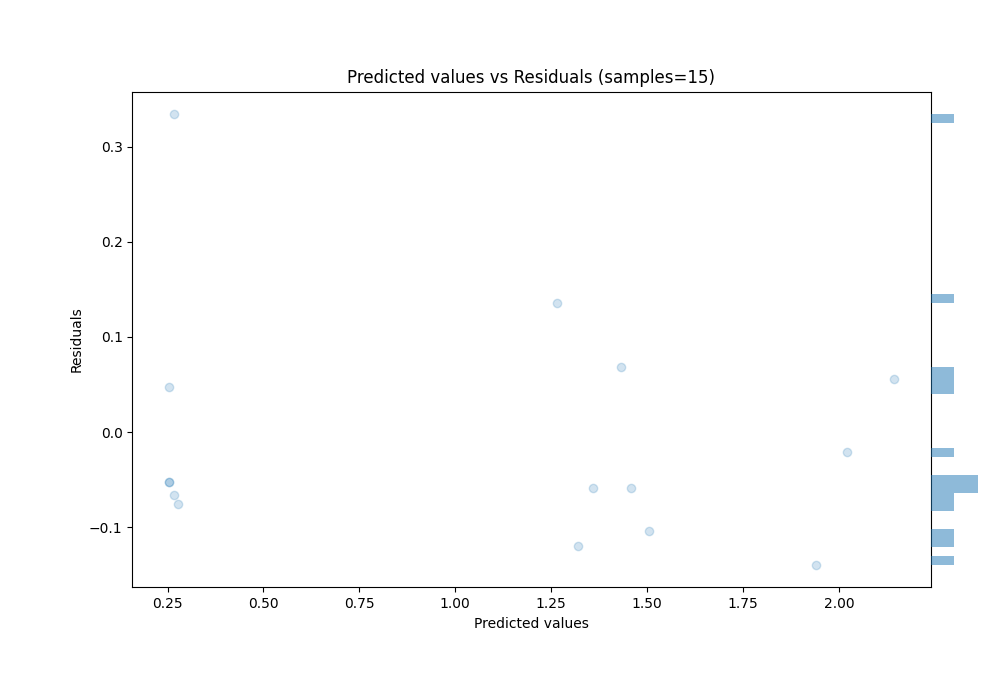 Predicted values vs Residuals (samples=15)
Residuals
0.3
0.2
0.1
0.0
−0.1
0.25 0.50 0.75 1.00 1.25 1.50 1.75 2.00
Predicted values